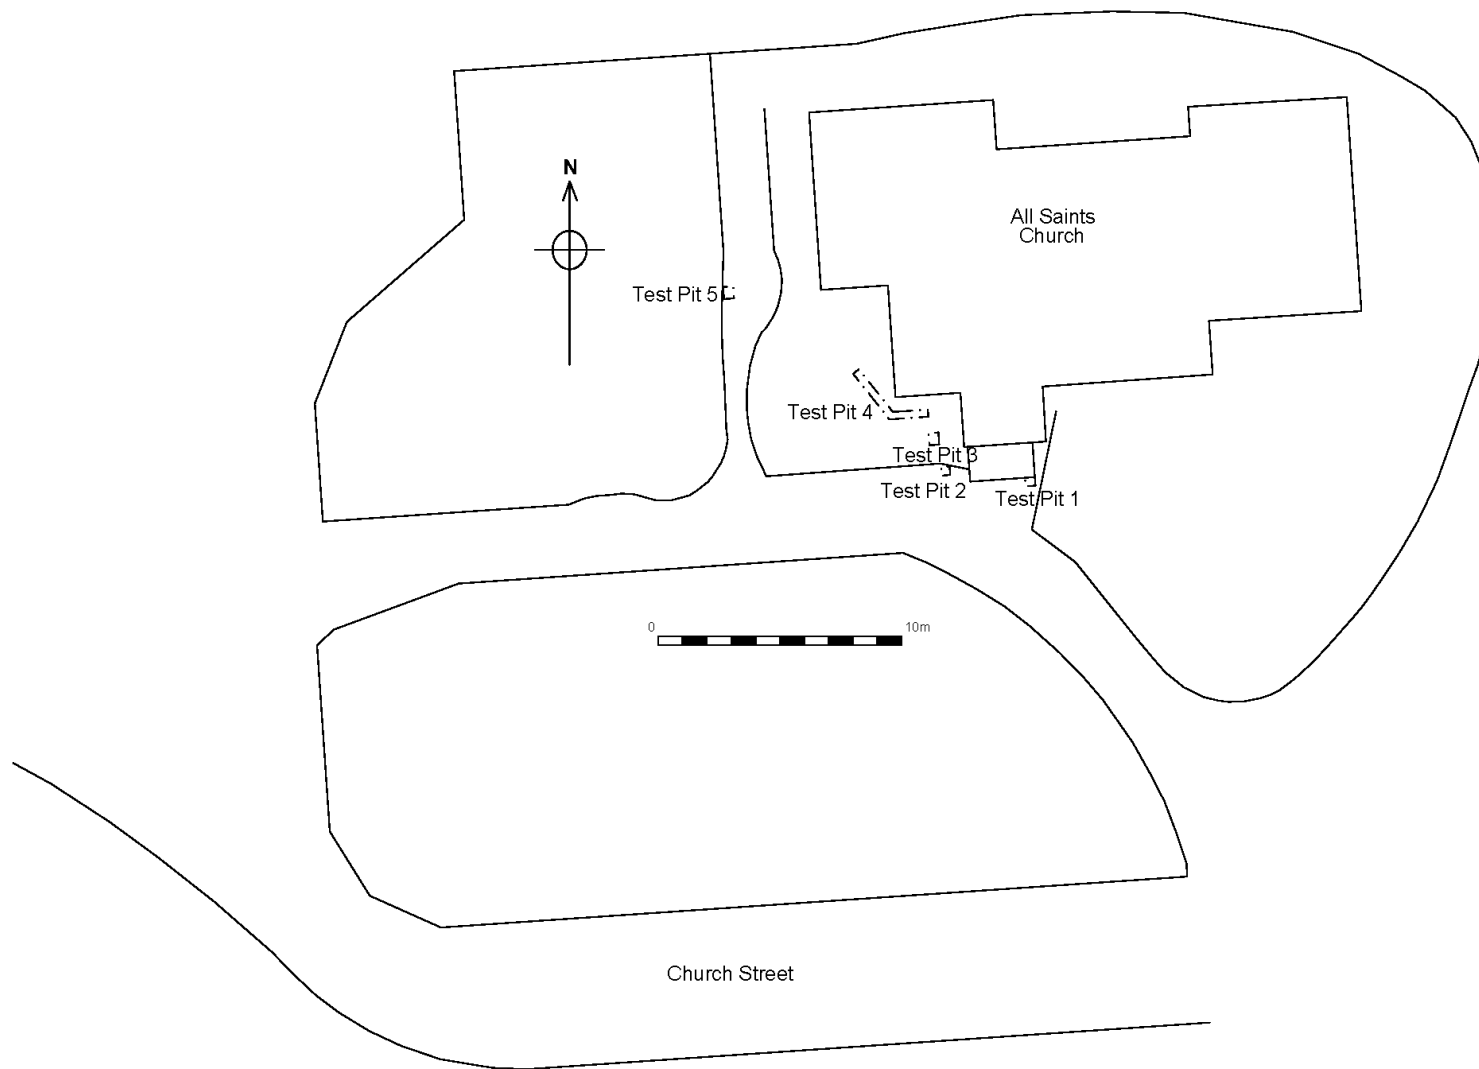 N
All Saints
Church
Test Pit 5
Test Pit 4
Test Pit 3
Test Pit 2
Test Pit 1
0
10m
Church Street